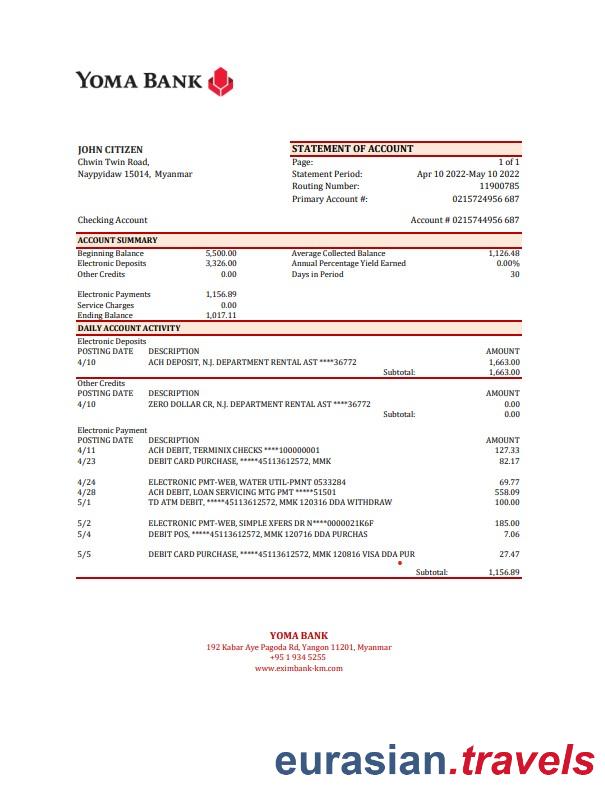 YOMA BANK
JOHN CITIZEN
Chwin Twin Road,
Naypyidaw 15014, Myanmar
STATEMENT OF ACCOUNT
Page: 1 of 1
Statement Period: Apr 10 2022-May 10 2022
Routing Number: 11900785
Primary Account #: 0215724956 687
Checking Account Account # 0215744956 687
ACCOUNT SUMMARY
Beginning Balance 5,500.00 Average Collected Balance 1,126.48
Electronic Deposits 3,326.00 Annual Percentage Yield Earned 0.00%
Other Credits 0.00 Days in Period 30
Electronic Payments 1,156.89
Service Charges 0.00
Ending Balance 1,017.11
DAILY ACCOUNT ACTIVITY
Electronic Deposits
POSTING DATE DESCRIPTION AMOUNT
4/10 ACH DEPOSIT, N.J. DEPARTMENT RENTAL AST ****36772 1,663.00
Subtotal: 1,663.00
Other Credits
POSTING DATE DESCRIPTION AMOUNT
4/10 ZERO DOLLAR CR, N.J. DEPARTMENT RENTAL AST ****36772 0.00
Subtotal: 0.00
Electronic Payment
POSTING DATE DESCRIPTION AMOUNT
4/11 ACH DEBIT, TERMINIX CHECKS ****100000001 127.33
4/23 DEBIT CARD PURCHASE, *****45113612572, MMK 82.17
4/24 ELECTRONIC PMT-WEB, WATER UTIL-PMNT 0533284 69.77
4/28 ACH DEBIT, LOAN SERVICING MTG PMT *****51501 558.09
5/1 TD ATM DEBIT, *****45113612572, MMK 120316 DDA WITHDRAW 100.00
5/2 ELECTRONIC PMT-WEB, SIMPLE XFERS DR N****0000021K6F 185.00
5/4 DEBIT POS, *****45113612572, MMK 120716 DDA PURCHAS 7.06
5/5 DEBIT CARD PURCHASE, *****45113612572, MMK 120816 VISA DDA PUR 27.47
Subtotal: 1,156.89
YOMA BANK
192 Kabar Aye Pagoda Rd, Yangon 11201, Myanmar
+95 1 934 5255
www.eximbank-km.com
eurasian.travels